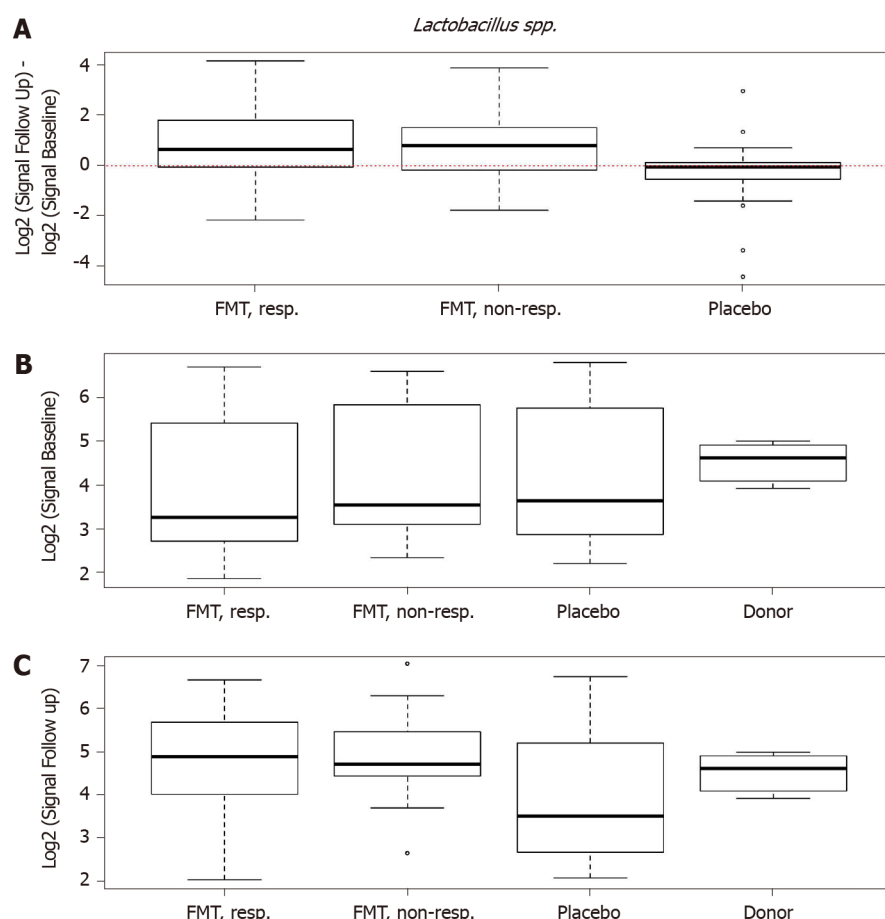 A
Lactobacillus spp.
Log2 (Signal Follow Up) -
log2 (Signal Baseline)
4
2
0
-2
-4
FMT, resp.
FMT, non-resp.
Placebo
B
Log2 (Signal Baseline)
6
5
4
3
2
FMT, resp.
FMT, non-resp.
Placebo
Donor
C
Log2 (Signal Follow up)
7
6
5
4
3
2
FMT, resp.
FMT, non-resp.
Placebo
Donor